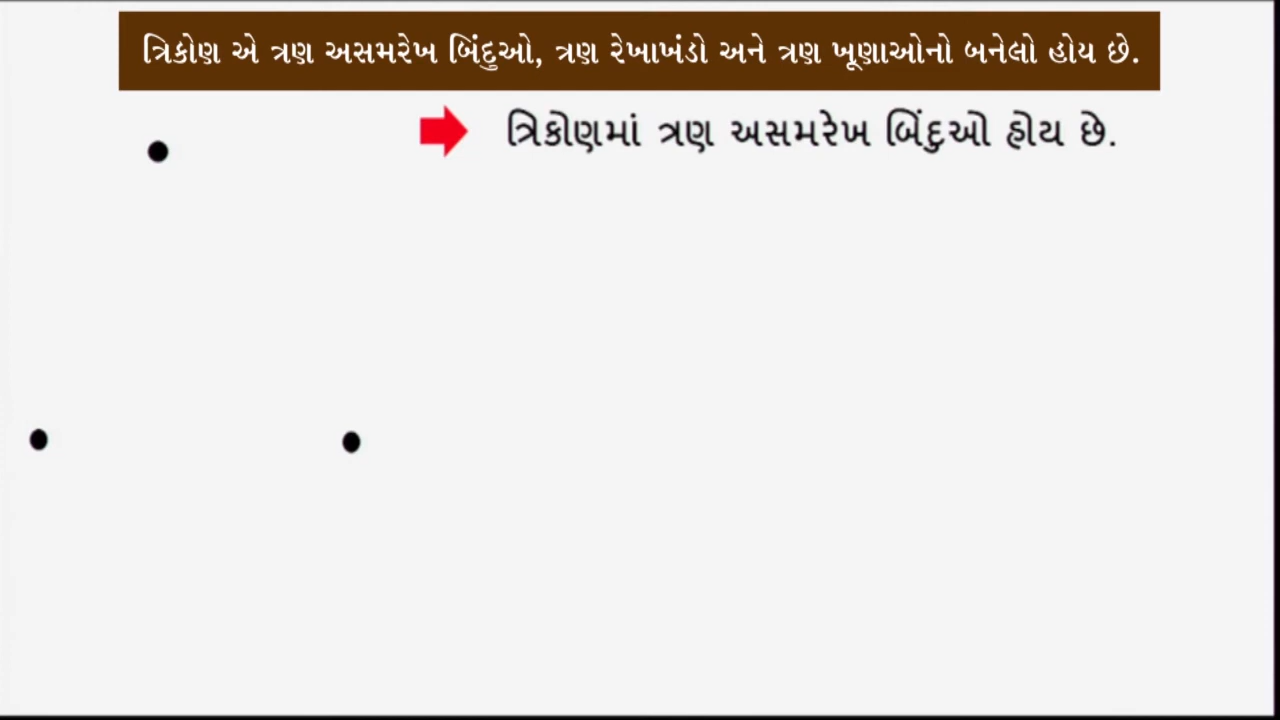 ત્રિકોણ એ ત્રણ અસમરેખ બિંદુઓ, ત્રણ રેખાખંડો અને ત્રણ ખૂણાઓનો બનેલો હોય છે.
ત્રિકોણમાં ત્રણ અસમરેખ બિંદુઓ હોય છે.